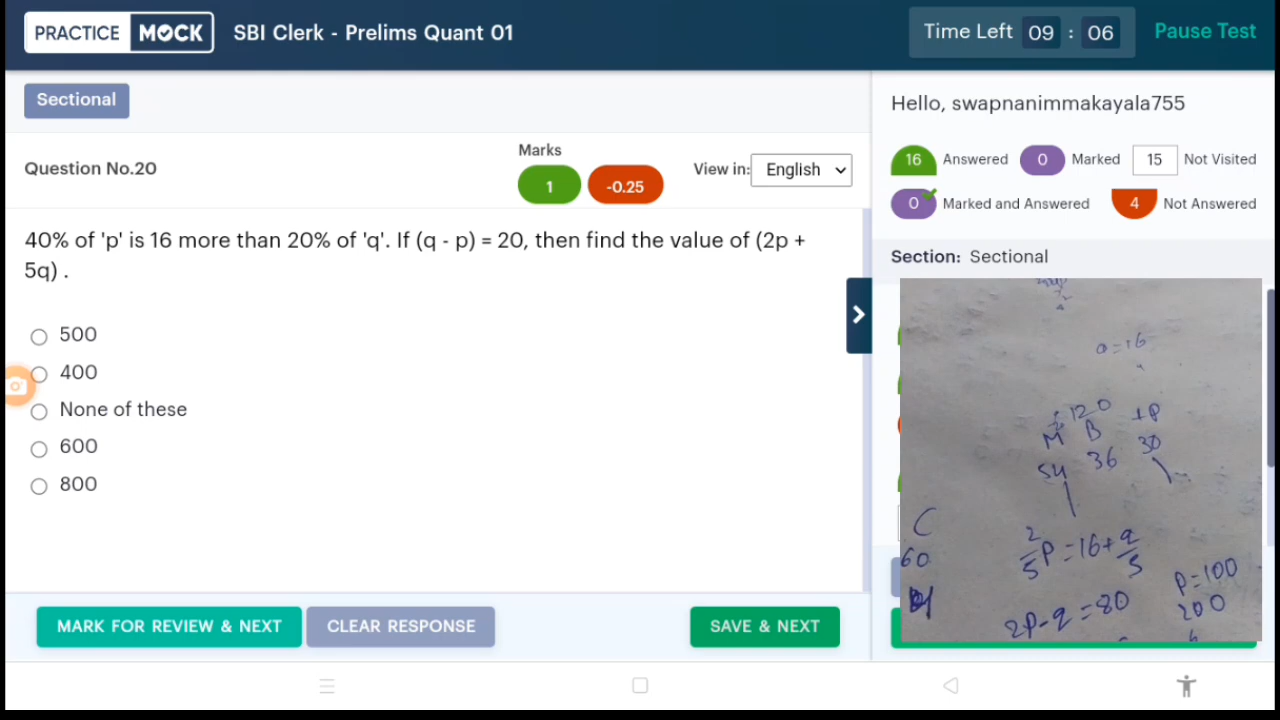 PRACTICE MOCK
SBI Clerk - Prelims Quant 01
Time Left 09 : 06
Pause Test
Sectional
Hello, swapnanimmakayala755
Question No.20
Marks
1
-0.25
View in: English
16 Answered
0 Marked
15 Not Visited
0 Marked and Answered
4 Not Answered
Section: Sectional
40% of 'p' is 16 more than 20% of 'q'. If (q - p) = 20, then find the value of (2p +
5q) .
500
400
None of these
600
800
a=16
120 +P
M B
54 36 30
C
60
2/5 P = 16 + q/5
2P - q = 80
P=100
200
MARK FOR REVIEW & NEXT
CLEAR RESPONSE
SAVE & NEXT